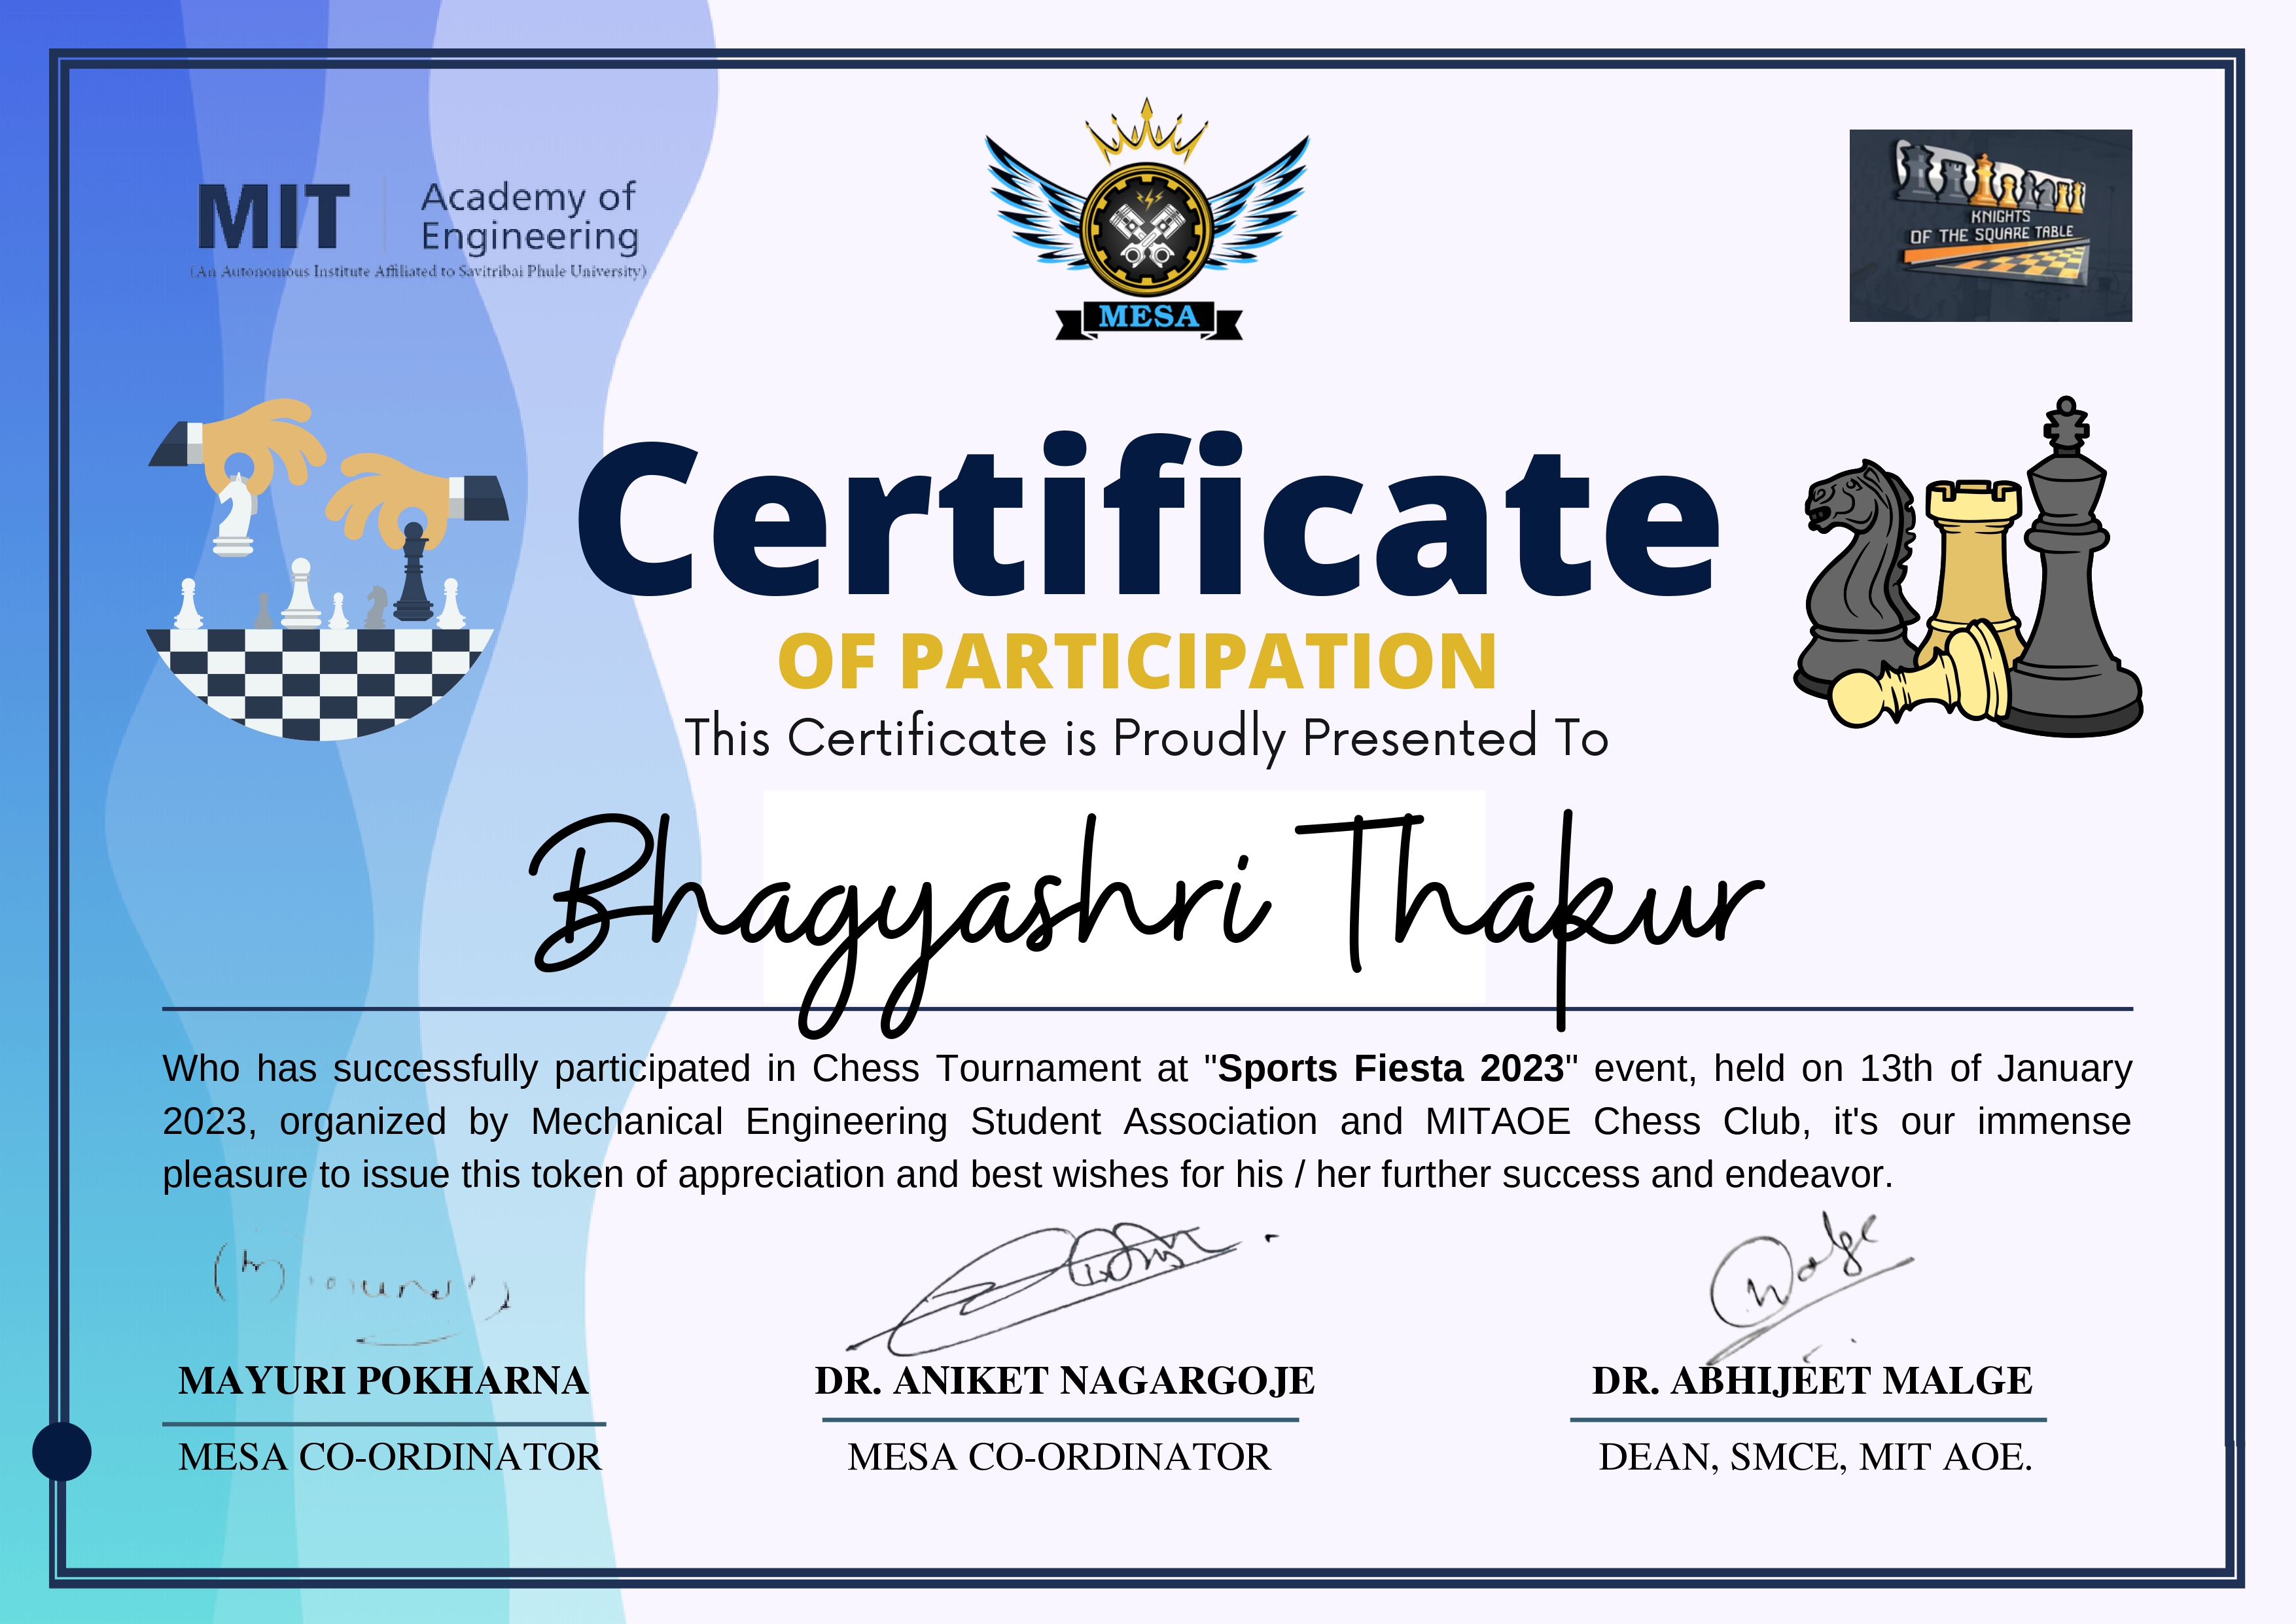 MIT
Academy of
Engineering
(An Autonomous Institute Affiliated to Savitribai Phule University)
MESA
KNIGHTS
OF THE SQUARE TABLE
Certificate
OF PARTICIPATION
This Certificate is Proudly Presented To
Bhagyashri Thakur
Who has successfully participated in Chess Tournament at "Sports Fiesta 2023" event, held on 13th of January
2023, organized by Mechanical Engineering Student Association and MITAOE Chess Club, it's our immense
pleasure to issue this token of appreciation and best wishes for his / her further success and endeavor.
MAYURI POKHARNA
MESA CO-ORDINATOR
DR. ANIKET NAGARGOJE
MESA CO-ORDINATOR
DR. ABHIJEET MALGE
DEAN, SMCE, MIT AOE.